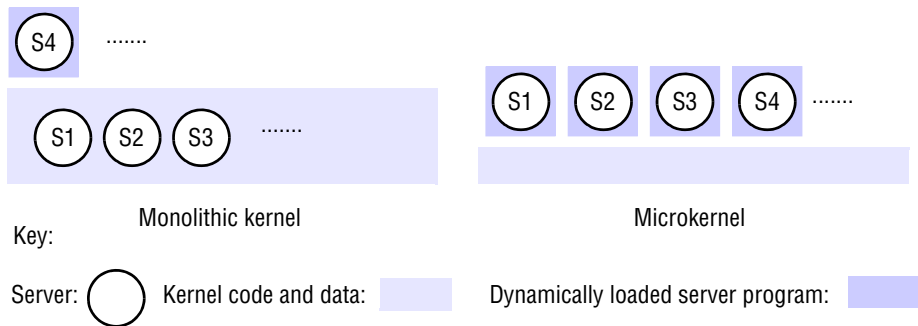 S4 .......
S1 S2 S3 .......
S1 S2 S3 S4 .......
Monolithic kernel
Microkernel
Key:
Server: Kernel code and data: Dynamically loaded server program: